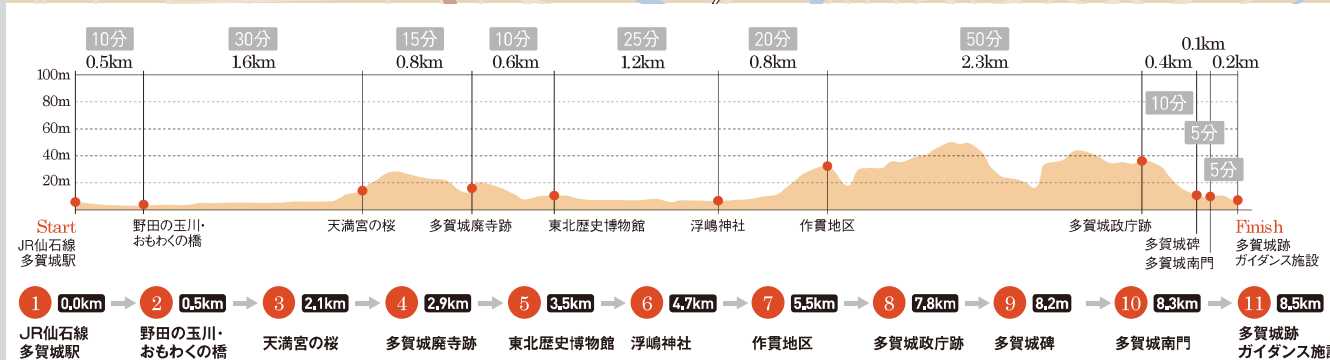 10分 30分 15分 10分 25分 20分 50分
0.5km 1.6km 0.8km 0.6km 1.2km 0.8km 2.3km 0.4km 0.1km 0.2km
100m
80m
60m
40m
20m
10分
5分
5分
Start
JR仙石線
多賀城駅
野田の玉川・
おもわくの橋
天満宮の桜
多賀城廃寺跡
東北歴史博物館
浮嶋神社
作貫地区
多賀城政庁跡
多賀城碑
多賀城南門
Finish
多賀城跡
ガイダンス施設
1 0.0km 2 0.5km 3 2.1km 4 2.9km 5 3.5km 6 4.7km 7 5.5km 8 7.8km 9 8.2m 10 8.3km 11 8.5km
JR仙石線
多賀城駅
野田の玉川・
おもわくの橋
天満宮の桜
多賀城廃寺跡
東北歴史博物館
浮嶋神社
作貫地区
多賀城政庁跡
多賀城碑
多賀城南門
多賀城跡
ガイダンス施